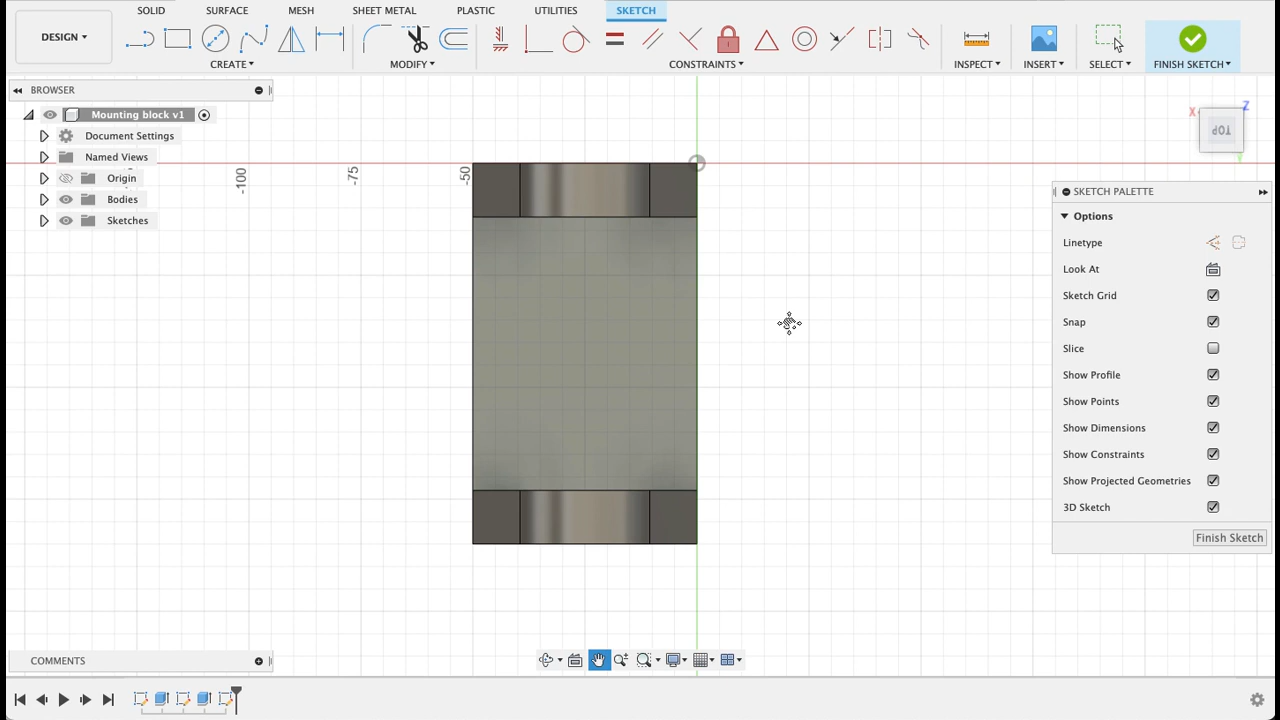 SOLID SURFACE MESH SHEET METAL PLASTIC UTILITIES SKETCH
DESIGN
CREATE MODIFY CONSTRAINTS INSPECT INSERT SELECT FINISH SKETCH
BROWSER
Mounting block v1
Document Settings
Named Views
Origin
Bodies
Sketches
-100
-75
-50
X
Z
TOP
SKETCH PALETTE
Options
Linetype
Look At
Sketch Grid
Snap
Slice
Show Profile
Show Points
Show Dimensions
Show Constraints
Show Projected Geometries
3D Sketch
Finish Sketch
COMMENTS